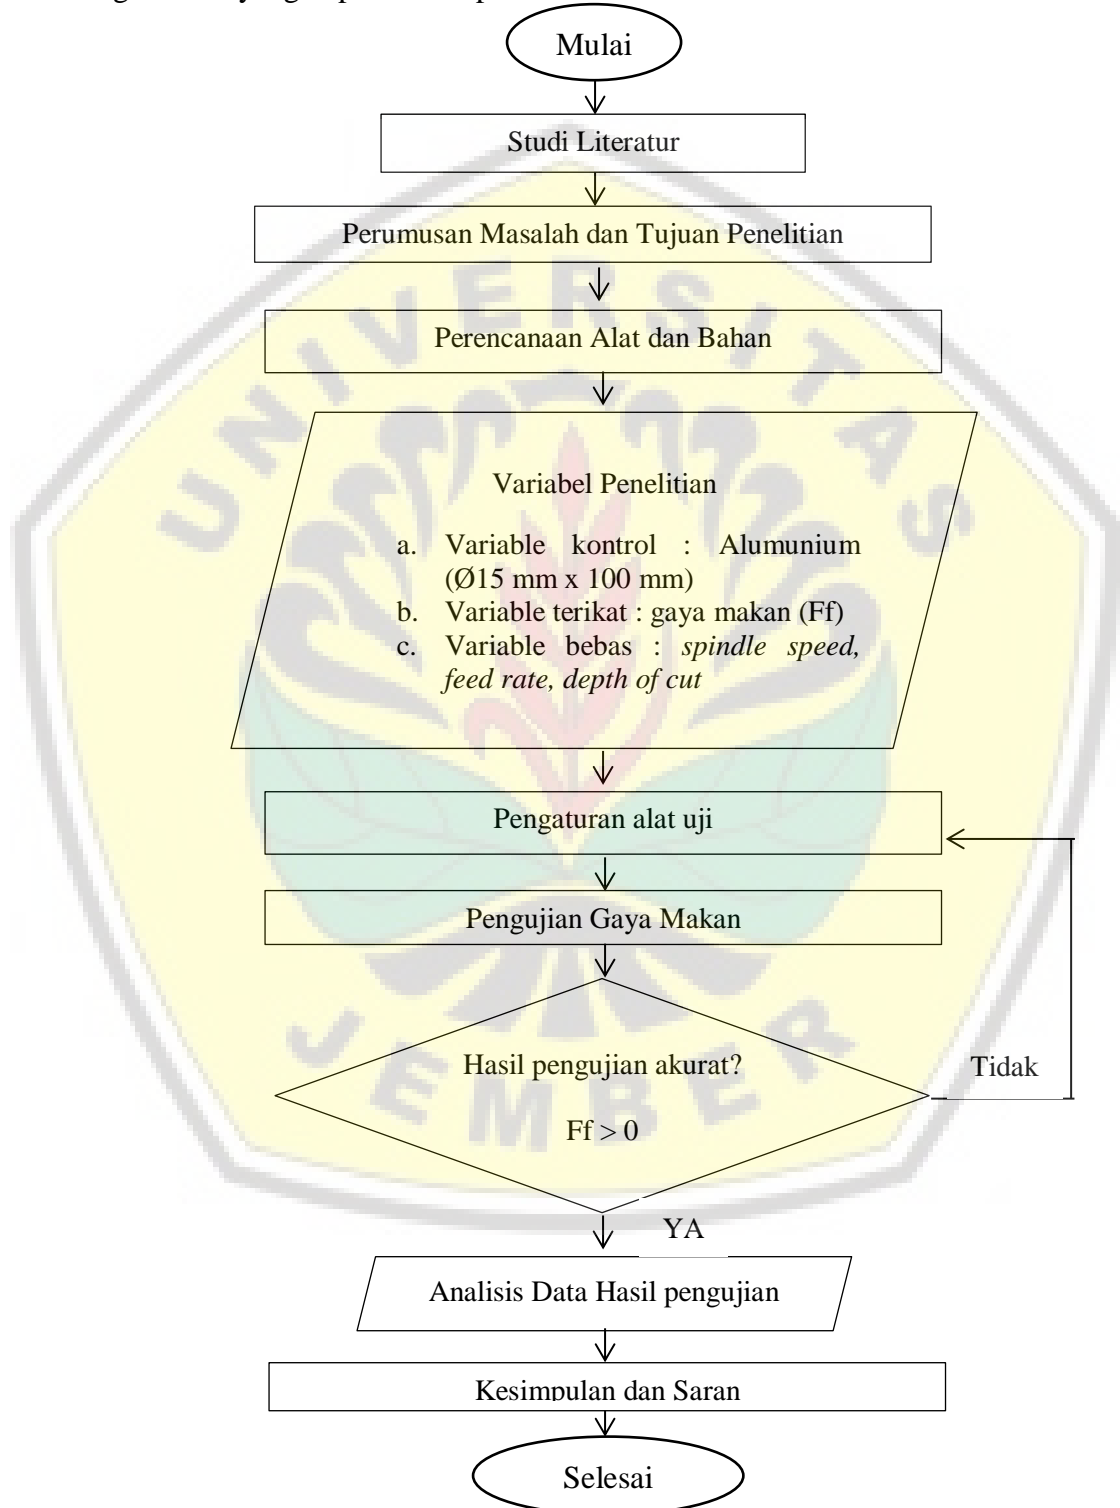 Mulai
Studi Literatur
Perumusan Masalah dan Tujuan Penelitian
Perencanaan Alat dan Bahan
Variabel Penelitian
a. Variable kontrol : Alumunium
(Ø15 mm x 100 mm)
b. Variable terikat : gaya makan (Ff)
c. Variable bebas : spindle speed,
feed rate, depth of cut
Pengaturan alat uji
Pengujian Gaya Makan
Hasil pengujian akurat?
Ff > 0
Tidak
YA
Analisis Data Hasil pengujian
Kesimpulan dan Saran
Selesai
UNIVERSITAS
JEMBER